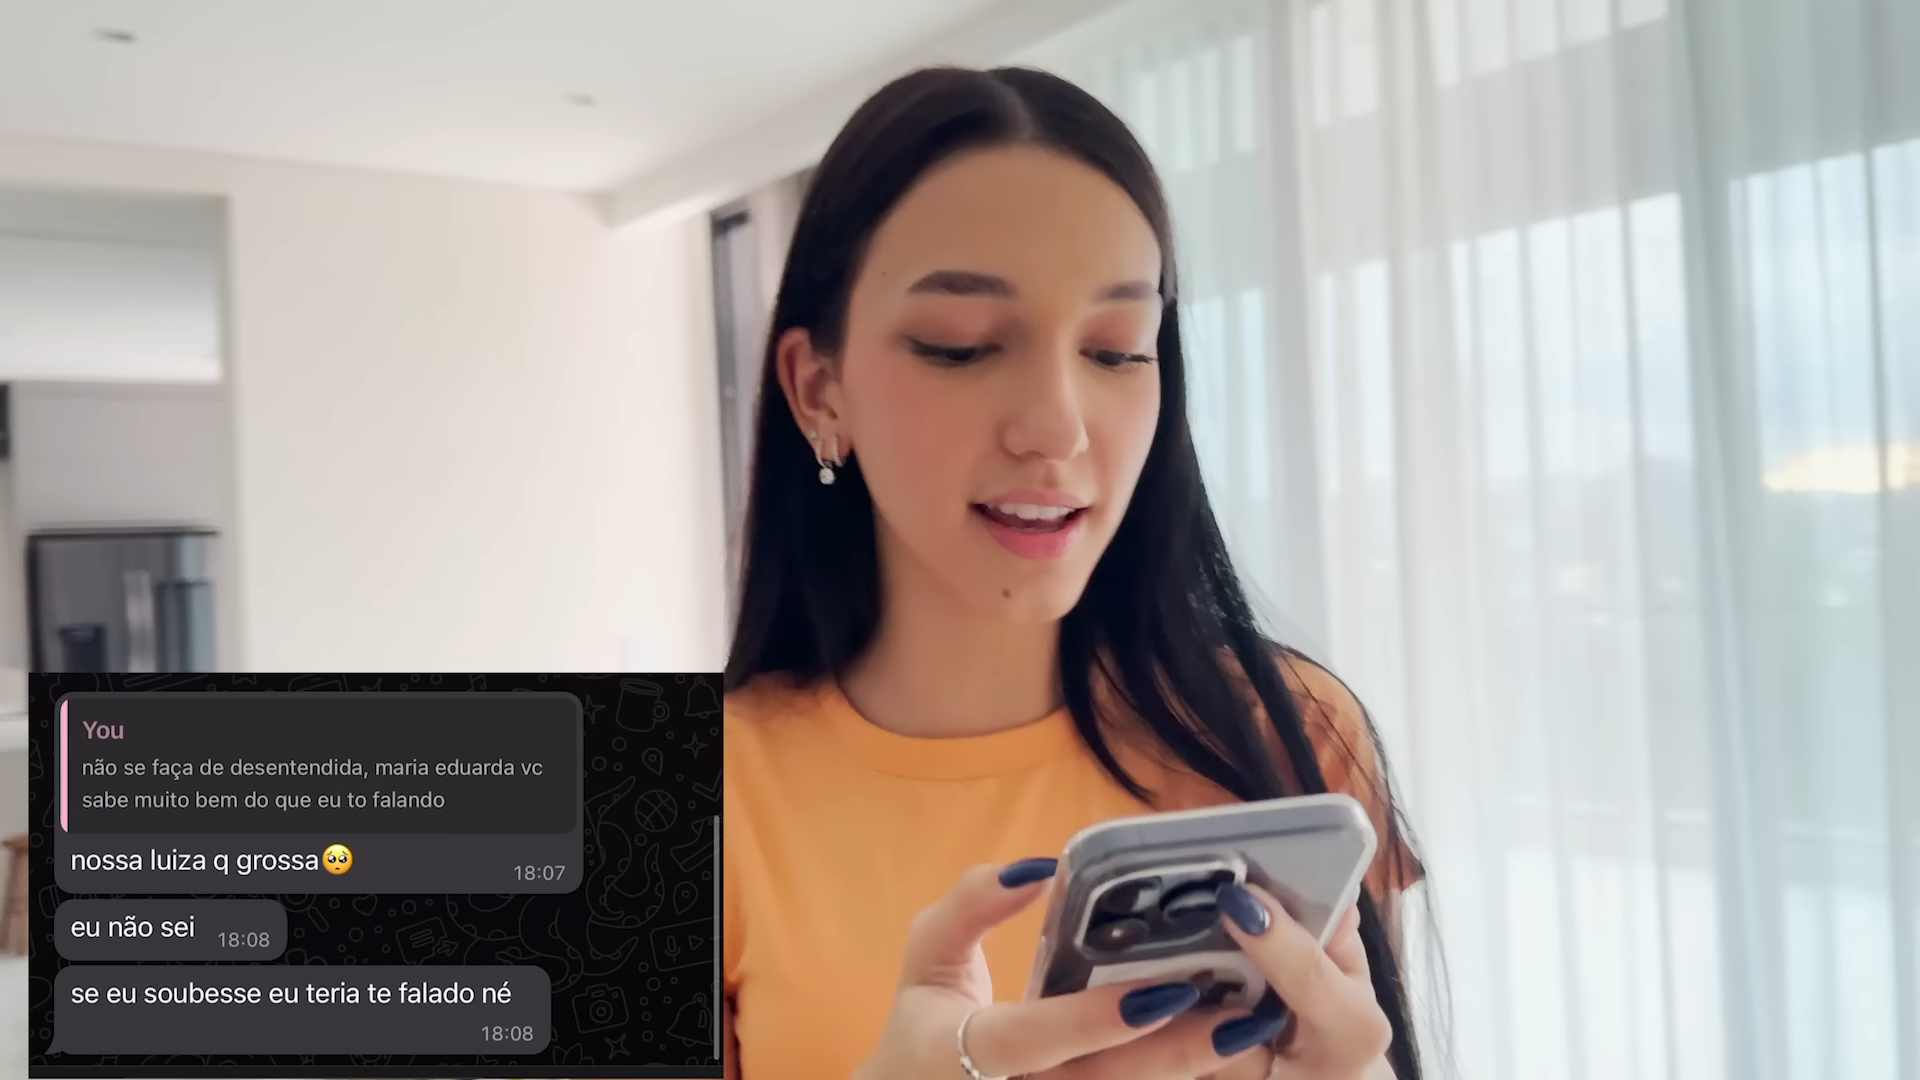 You
não se faça de desentendida, maria eduarda vc
sabe muito bem do que eu to falando
nossa luiza q grossa🥺
18:07
eu não sei
18:08
se eu soubesse eu teria te falado né
18:08